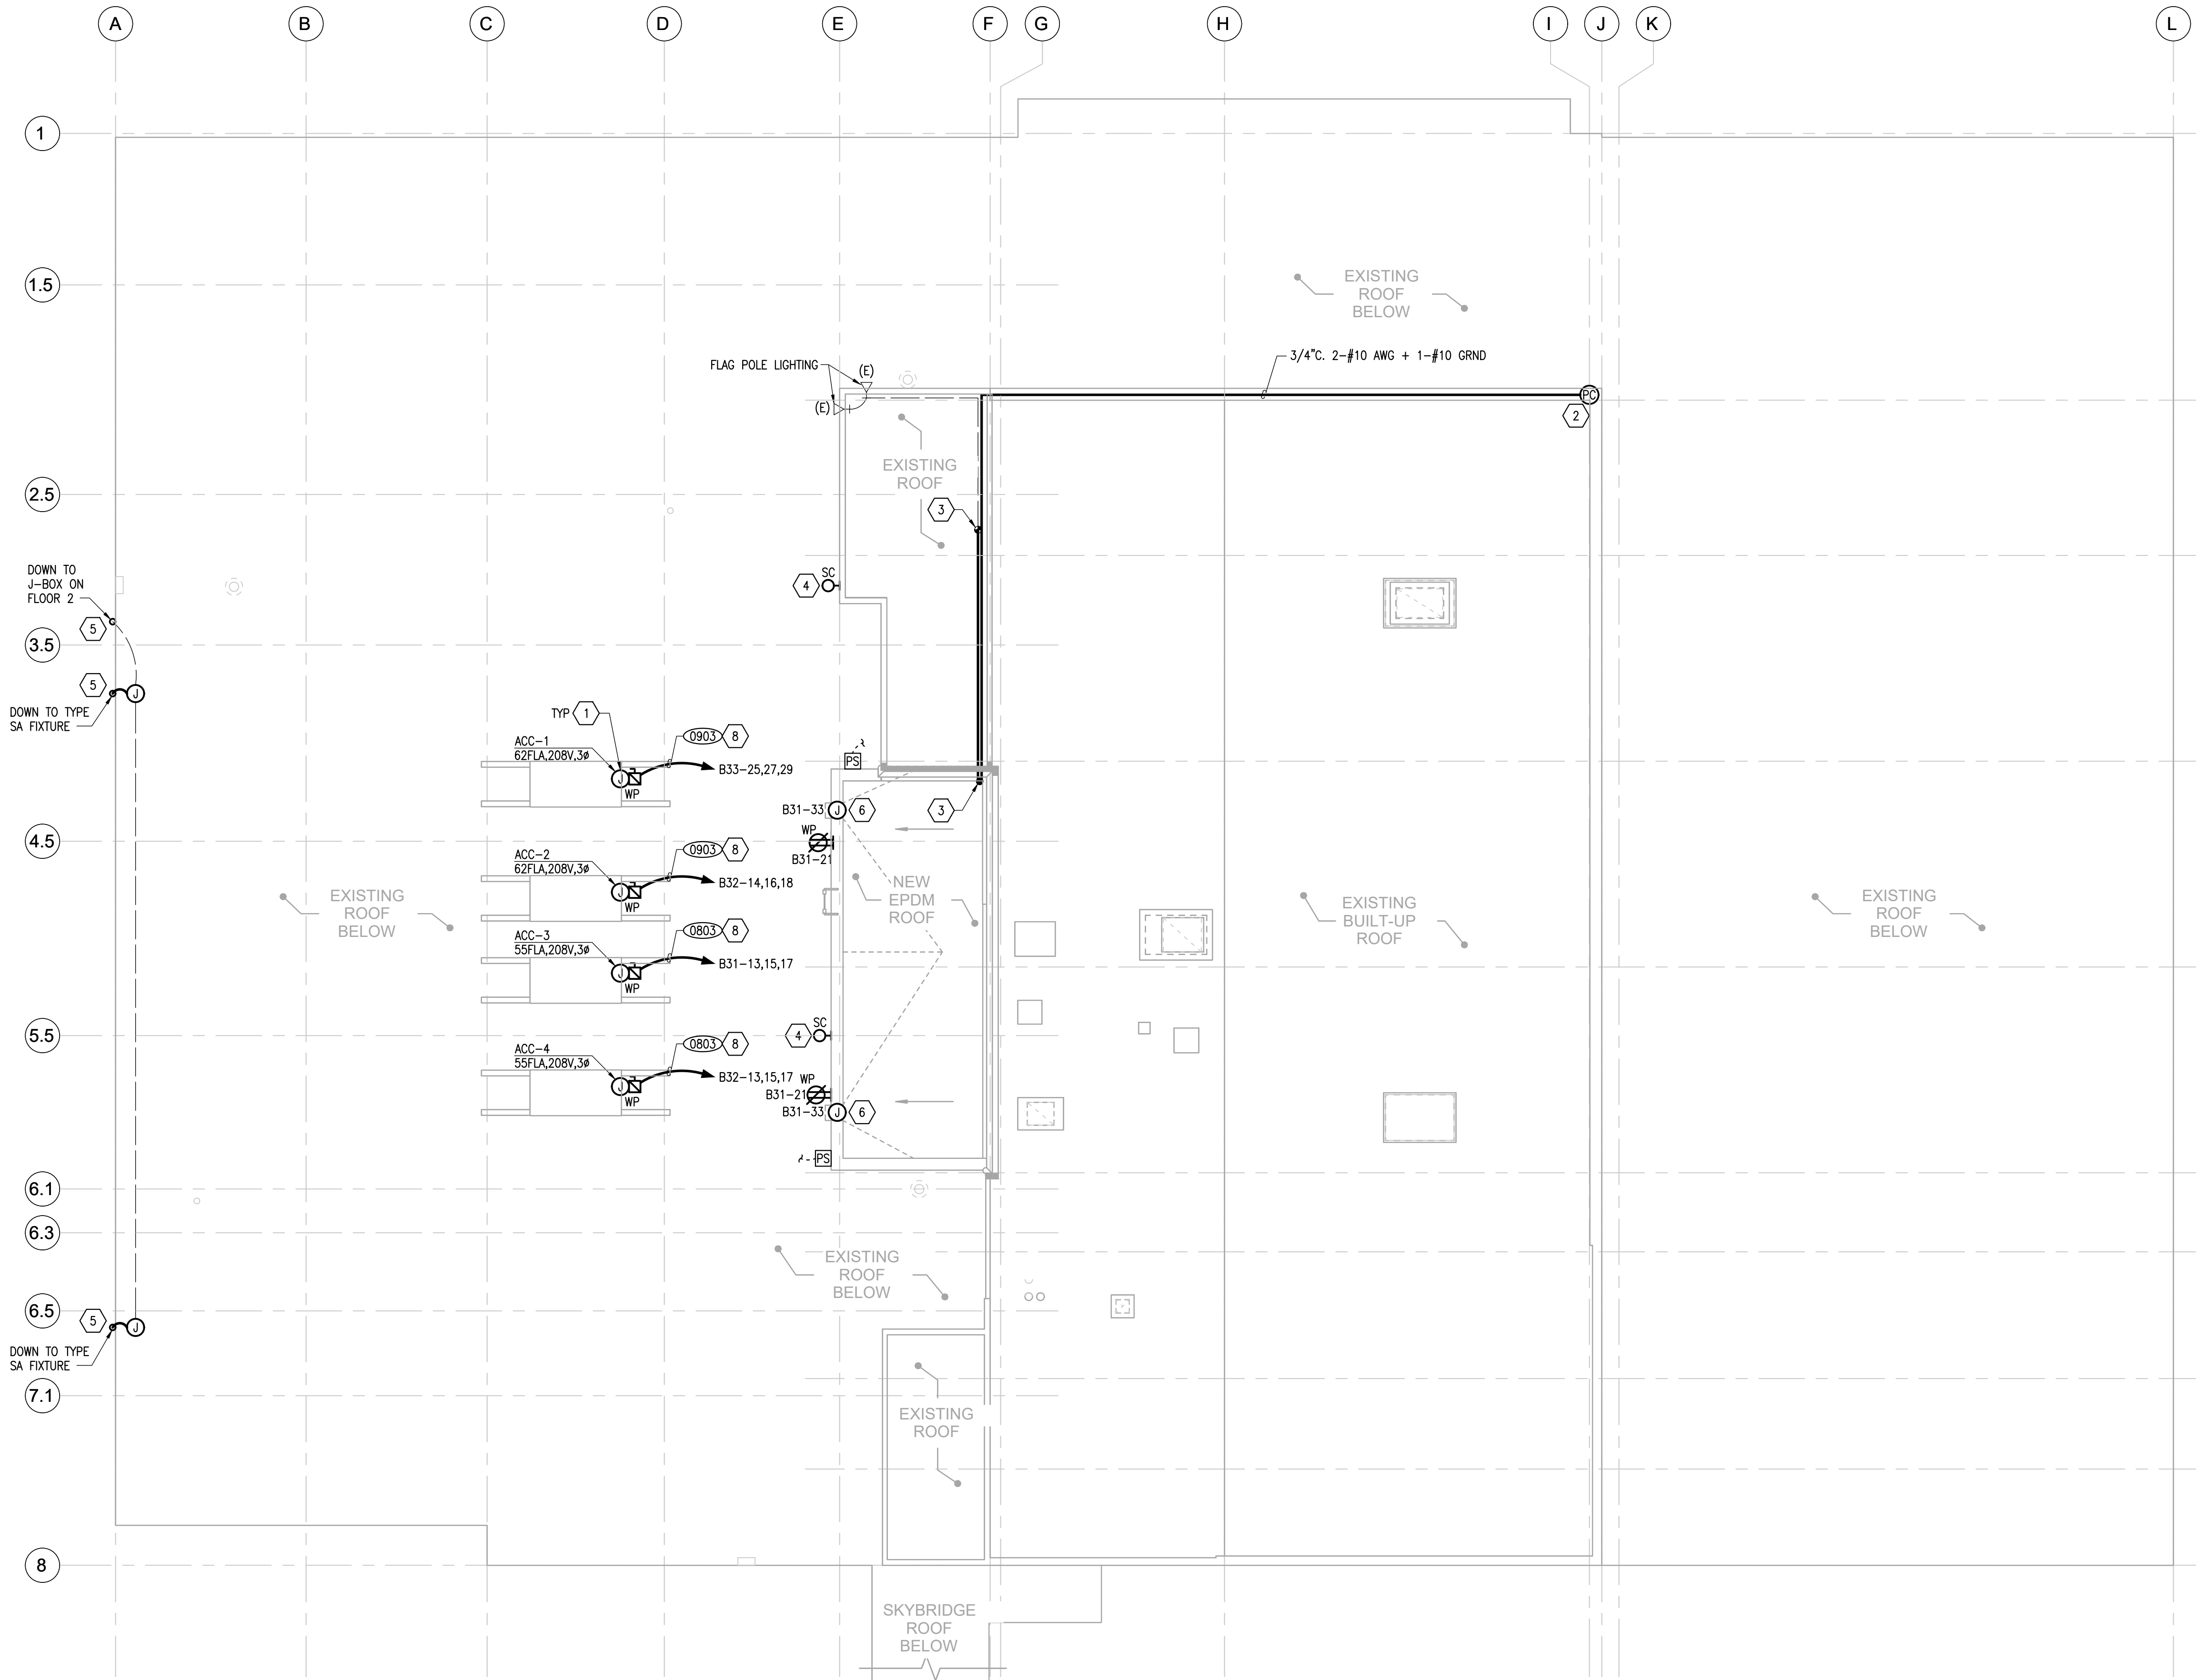 A B C D E F G H I J K L
1
1.5
EXISTING
ROOF
BELOW
FLAG POLE LIGHTING
(E)
(E)
3/4"C. 2-#10 AWG + 1-#10 GRND
PC
2
EXISTING
ROOF
2.5
3
DOWN TO
J-BOX ON
FLOOR 2
5
SC
4
3.5
5
J
DOWN TO TYPE
SA FIXTURE
TYP 1
ACC-1
62FLA,208V,3ø
0903 8
J
WP
B33-25,27,29
PS
B31-33 J 6
3
4.5
WP
B31-21
ACC-2
62FLA,208V,3ø
0903 8
J
WP
B32-14,16,18
EXISTING
ROOF
BELOW
NEW
EPDM
ROOF
EXISTING
BUILT-UP
ROOF
EXISTING
ROOF
BELOW
ACC-3
55FLA,208V,3ø
0803 8
J
WP
B31-13,15,17
5.5
SC
4
ACC-4
55FLA,208V,3ø
0803 8
J
WP
B32-13,15,17
WP
B31-21
B31-33 J 6
PS
6.1
6.3
EXISTING
ROOF
BELOW
6.5
5
J
DOWN TO TYPE
SA FIXTURE
7.1
EXISTING
ROOF
8
SKYBRIDGE
ROOF
BELOW